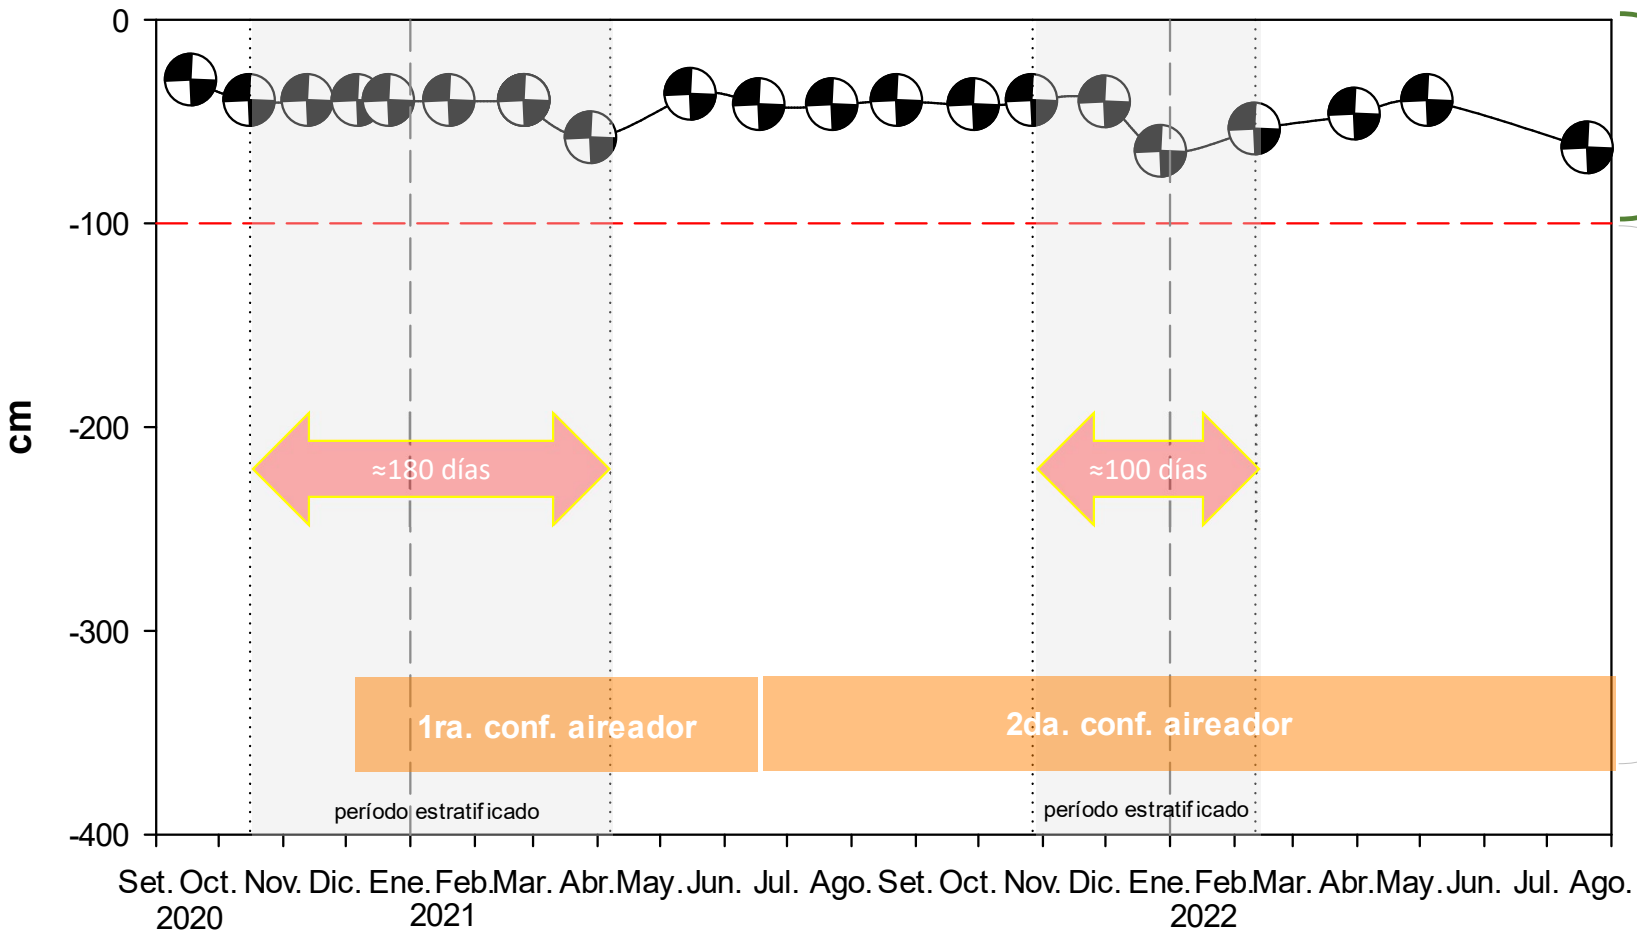 0
-100
-200
-300
-400
cm
≈180 días
≈100 días
1ra. conf. aireador
2da. conf. aireador
período estratificado
período estratificado
Set. Oct. Nov. Dic. Ene. Feb. Mar. Abr. May. Jun. Jul. Ago. Set. Oct. Nov. Dic. Ene. Feb. Mar. Abr. May. Jun. Jul. Ago.
2020 2021 2022